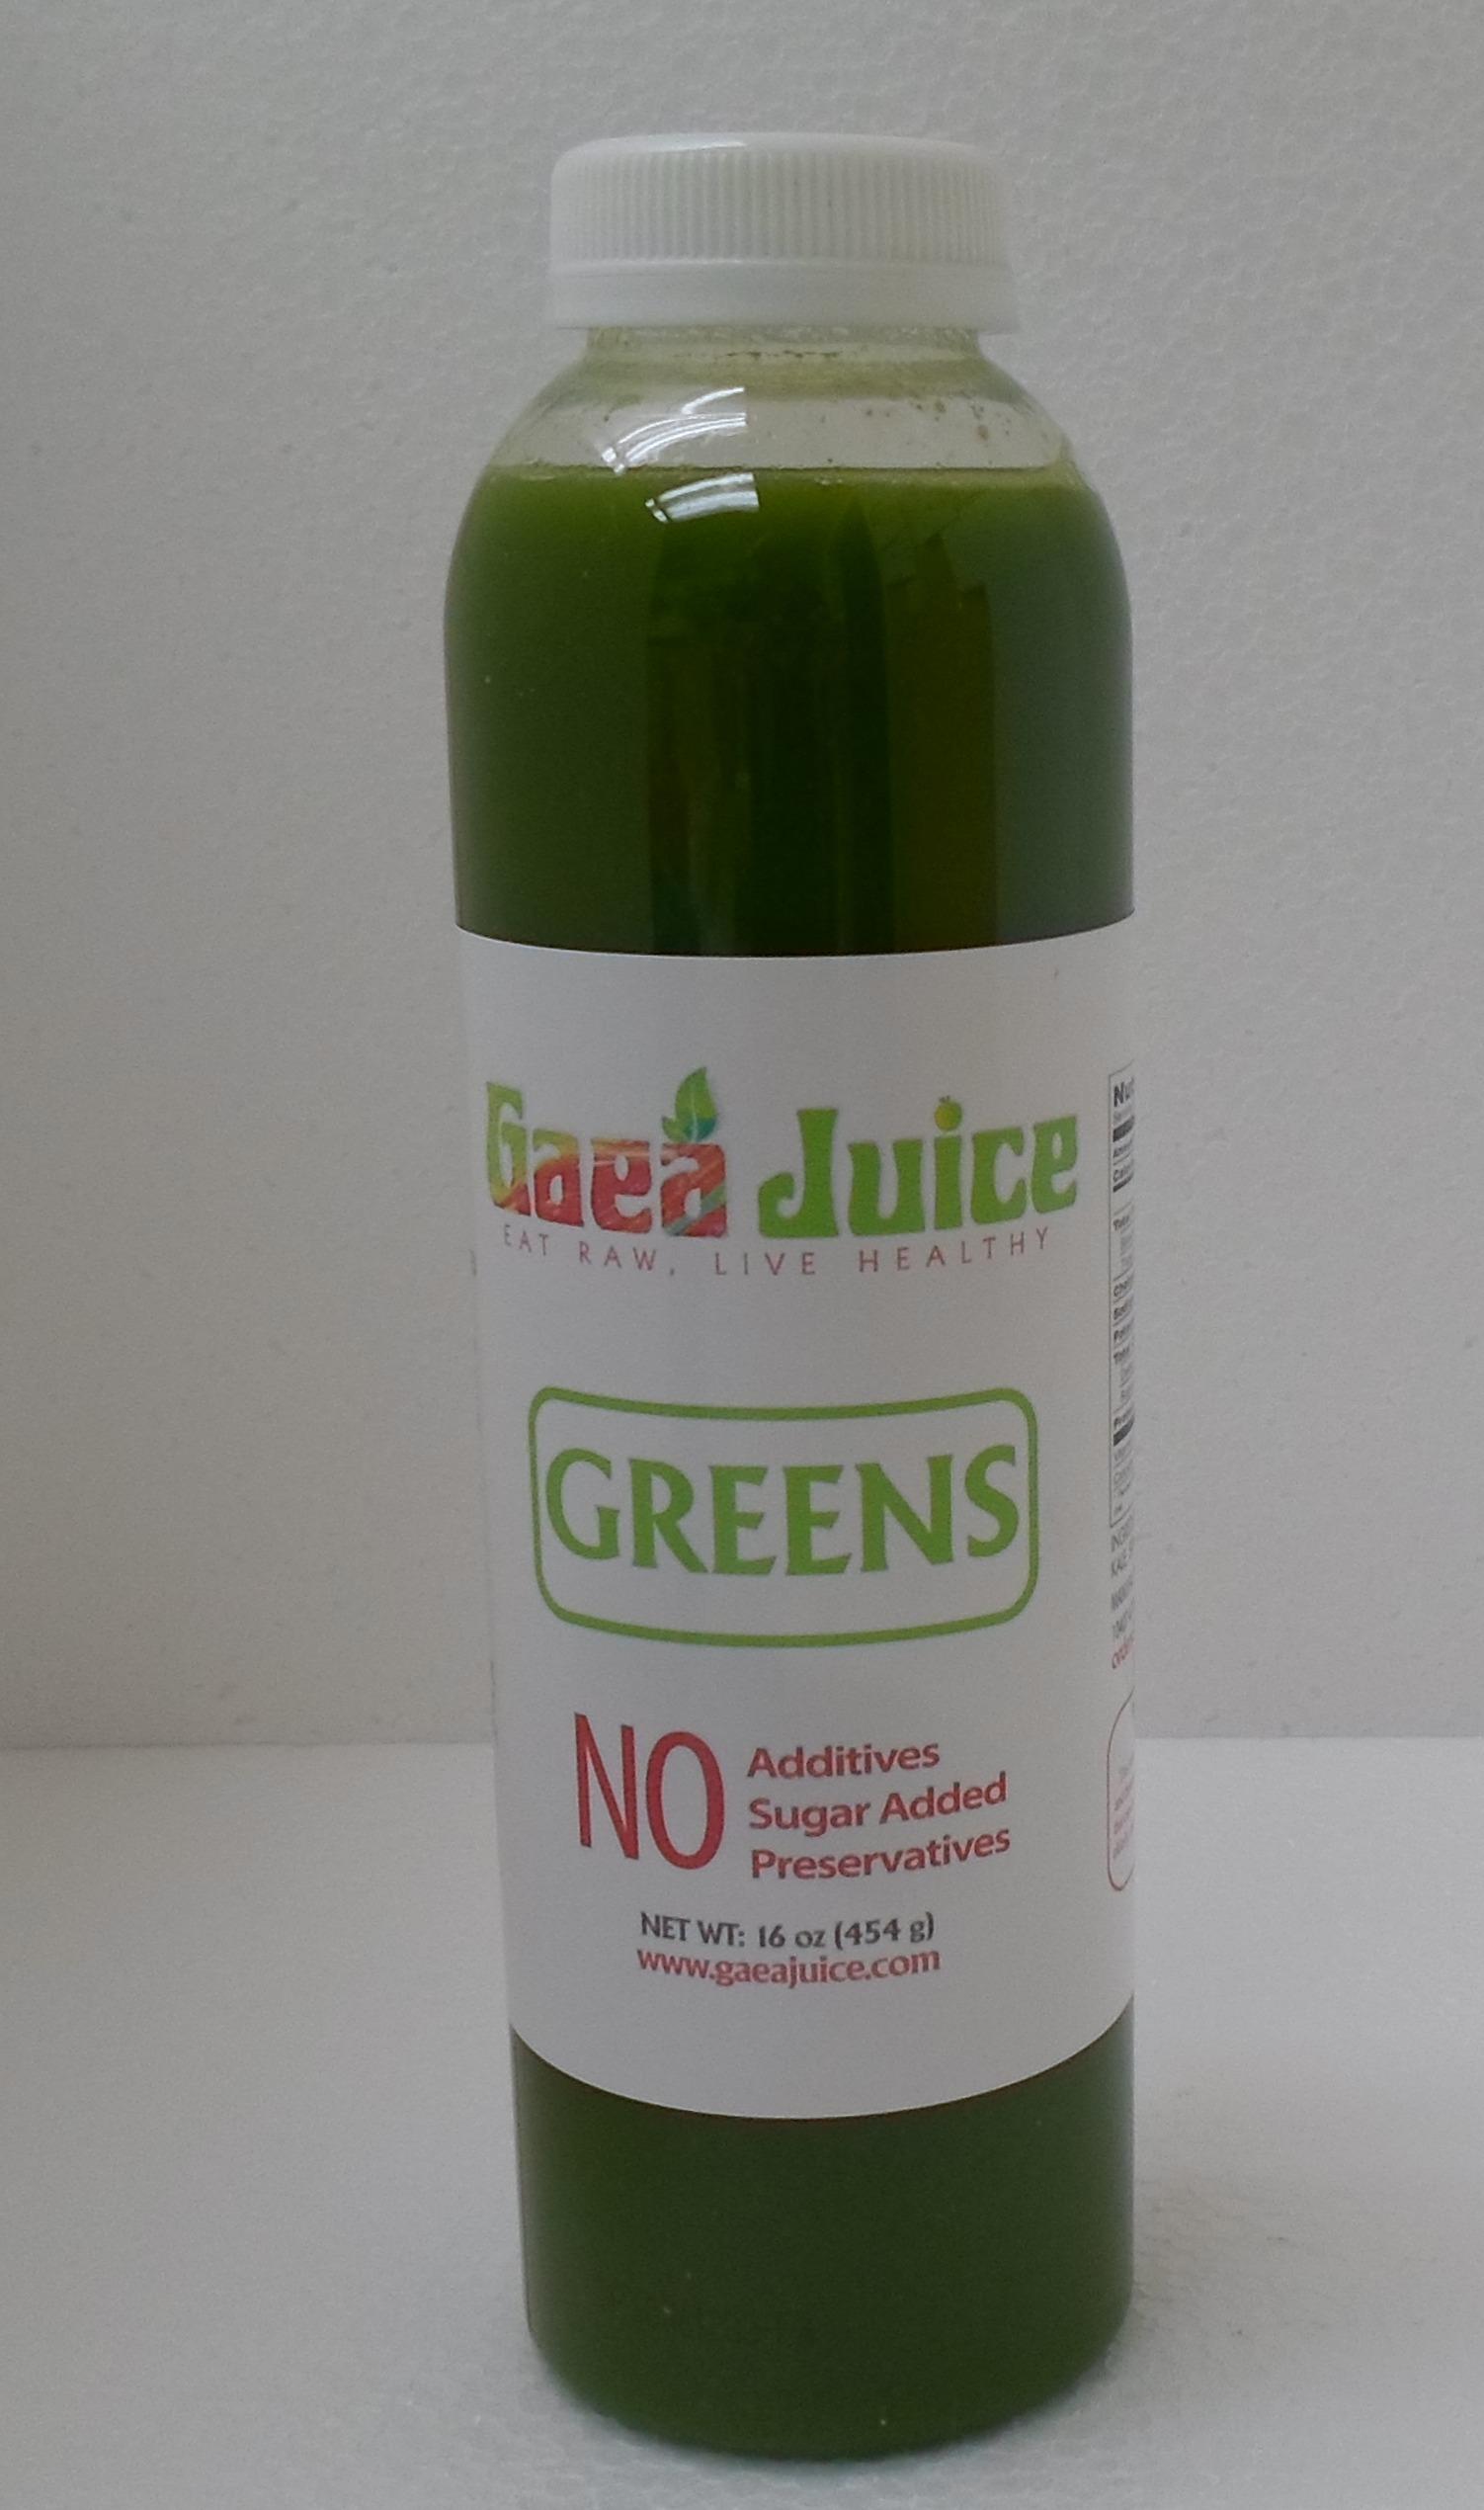 Gaea Juice
EAT RAW, LIVE HEALTHY
GREENS
NO
Additives
Sugar Added
Preservatives
NET WT: 16 oz (454 g)
www.gaeajuice.com